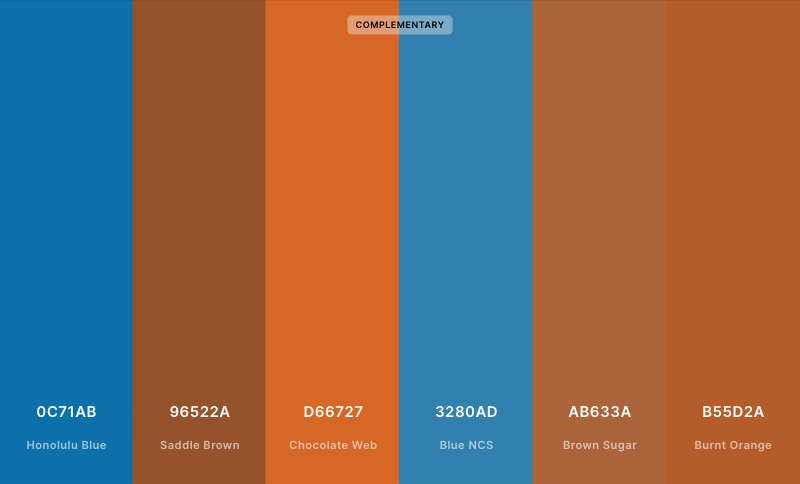 COMPLEMENTARY
0C71AB
Honolulu Blue
96522A
Saddle Brown
D66727
Chocolate Web
3280AD
Blue NCS
AB633A
Brown Sugar
B55D2A
Burnt Orange